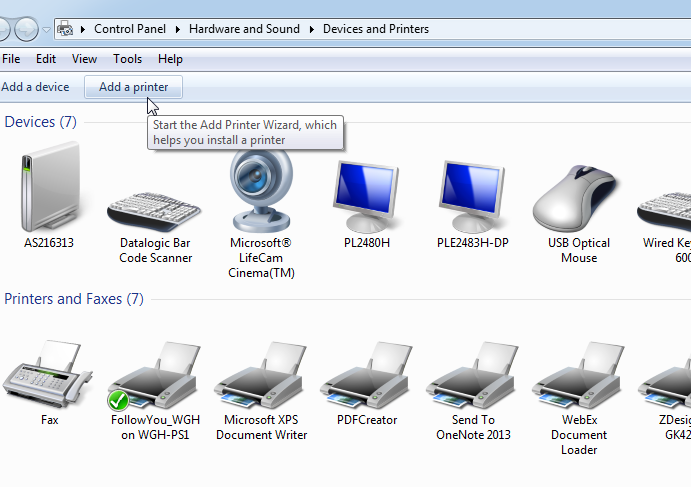 Control Panel Hardware and Sound Devices and Printers
File Edit View Tools Help
Add a device Add a printer
Start the Add Printer Wizard, which
helps you install a printer
Devices (7)
AS216313
Datalogic Bar
Code Scanner
Microsoft®
LifeCam
Cinema(TM)
PL2480H
PLE2483H-DP
USB Optical
Mouse
Wired Ke
600
Printers and Faxes (7)
Fax
FollowYou_WGH
on WGH-PS1
Microsoft XPS
Document Writer
PDFCreator
Send To
OneNote 2013
WebEx
Document
Loader
ZDesig
GK42